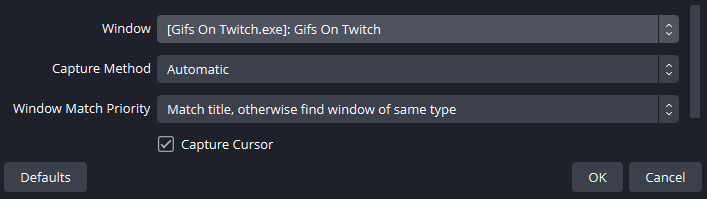 Window [Gifs On Twitch.exe]: Gifs On Twitch
Capture Method Automatic
Window Match Priority Match title, otherwise find window of same type
Capture Cursor
Defaults OK Cancel